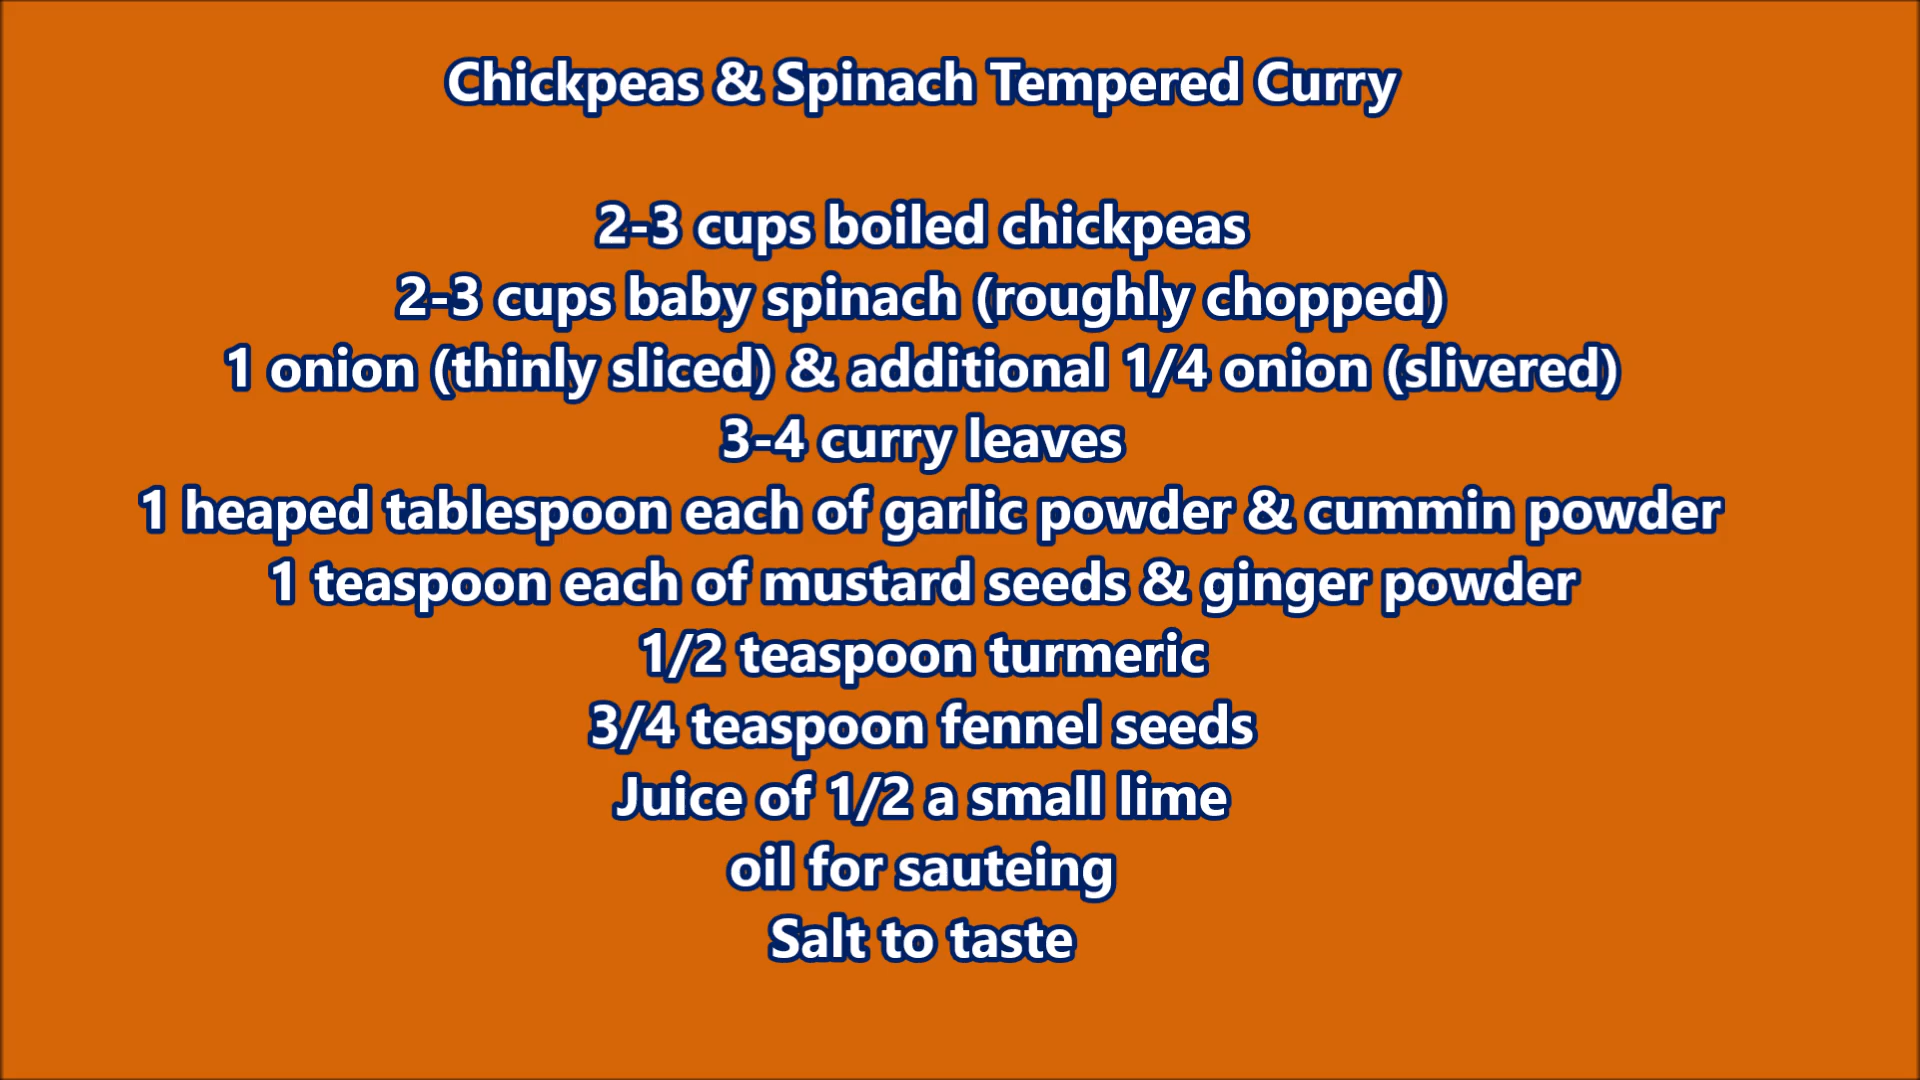 Chickpeas & Spinach Tempered Curry
2-3 cups boiled chickpeas
2-3 cups baby spinach (roughly chopped)
1 onion (thinly sliced) & additional 1/4 onion (slivered)
3-4 curry leaves
1 heaped tablespoon each of garlic powder & cummin powder
1 teaspoon each of mustard seeds & ginger powder
1/2 teaspoon turmeric
3/4 teaspoon fennel seeds
Juice of 1/2 a small lime
oil for sauteing
Salt to taste